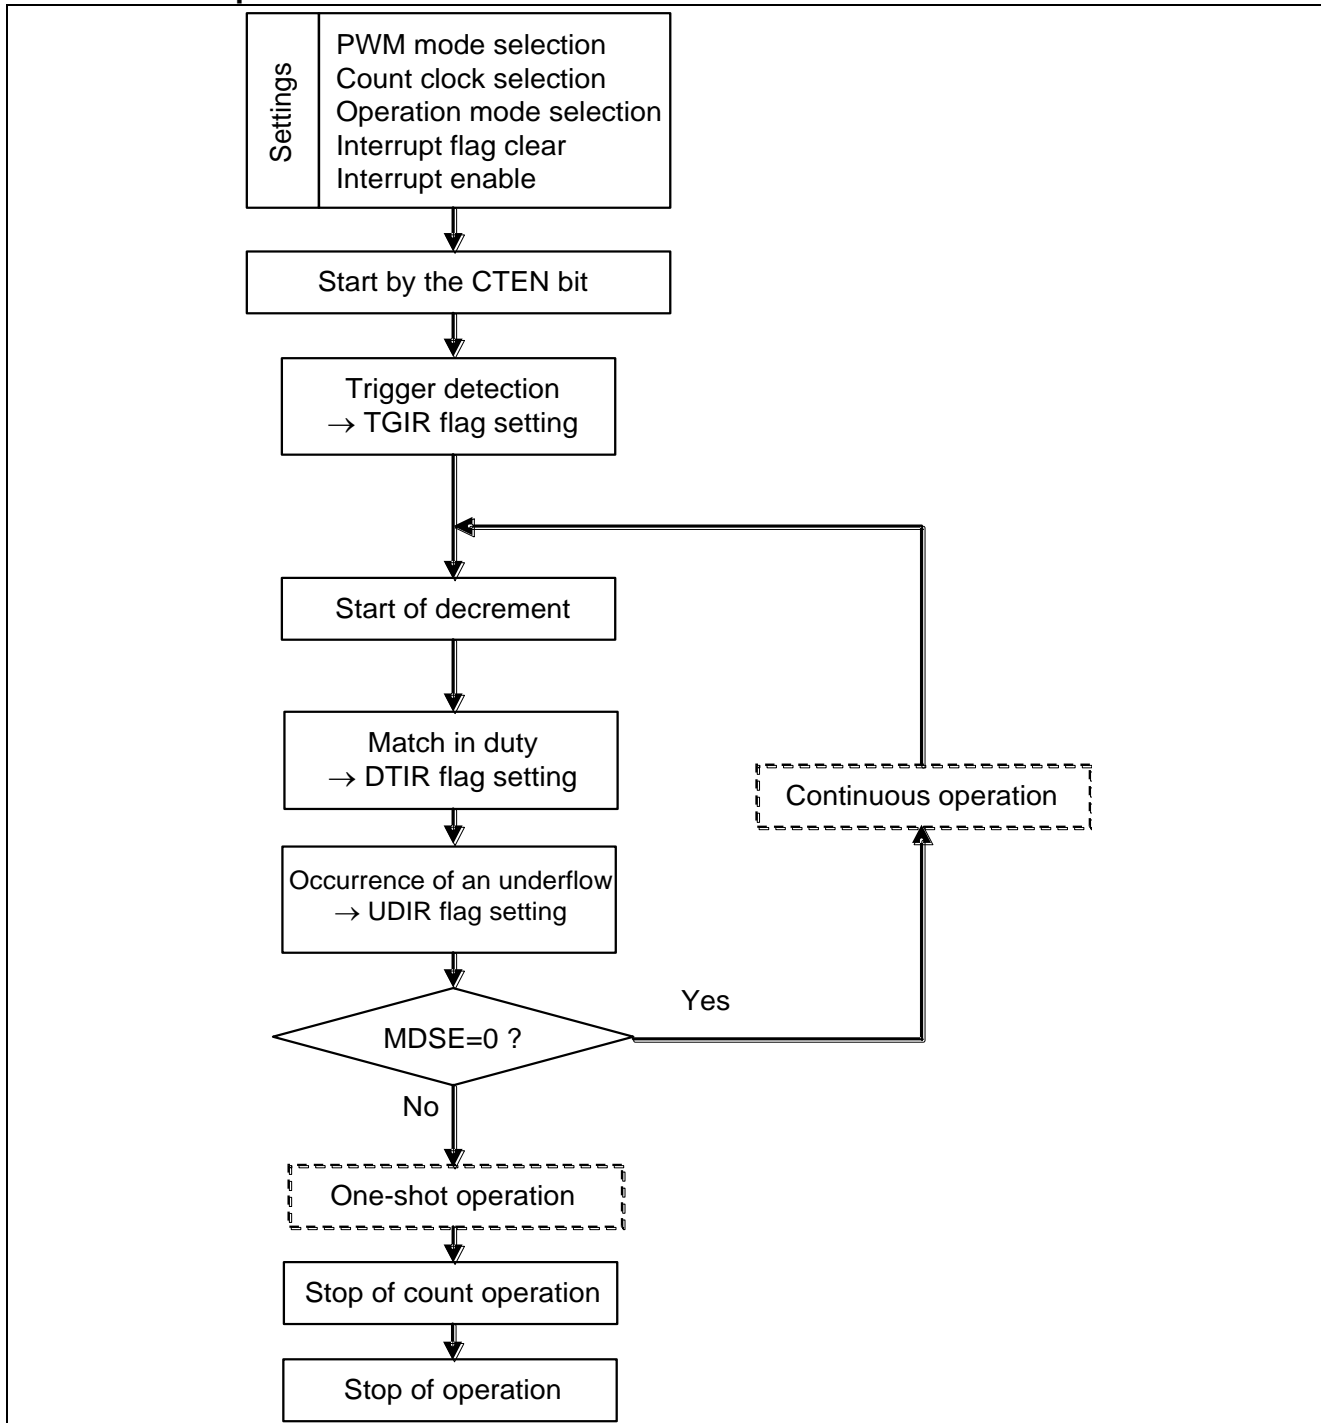 Settings
PWM mode selection
Count clock selection
Operation mode selection
Interrupt flag clear
Interrupt enable
Start by the CTEN bit
Trigger detection
→ TGIR flag setting
Start of decrement
Match in duty
→ DTIR flag setting
Continuous operation
Occurrence of an underflow
→ UDIR flag setting
Yes
MDSE=0 ?
No
One-shot operation
Stop of count operation
Stop of operation